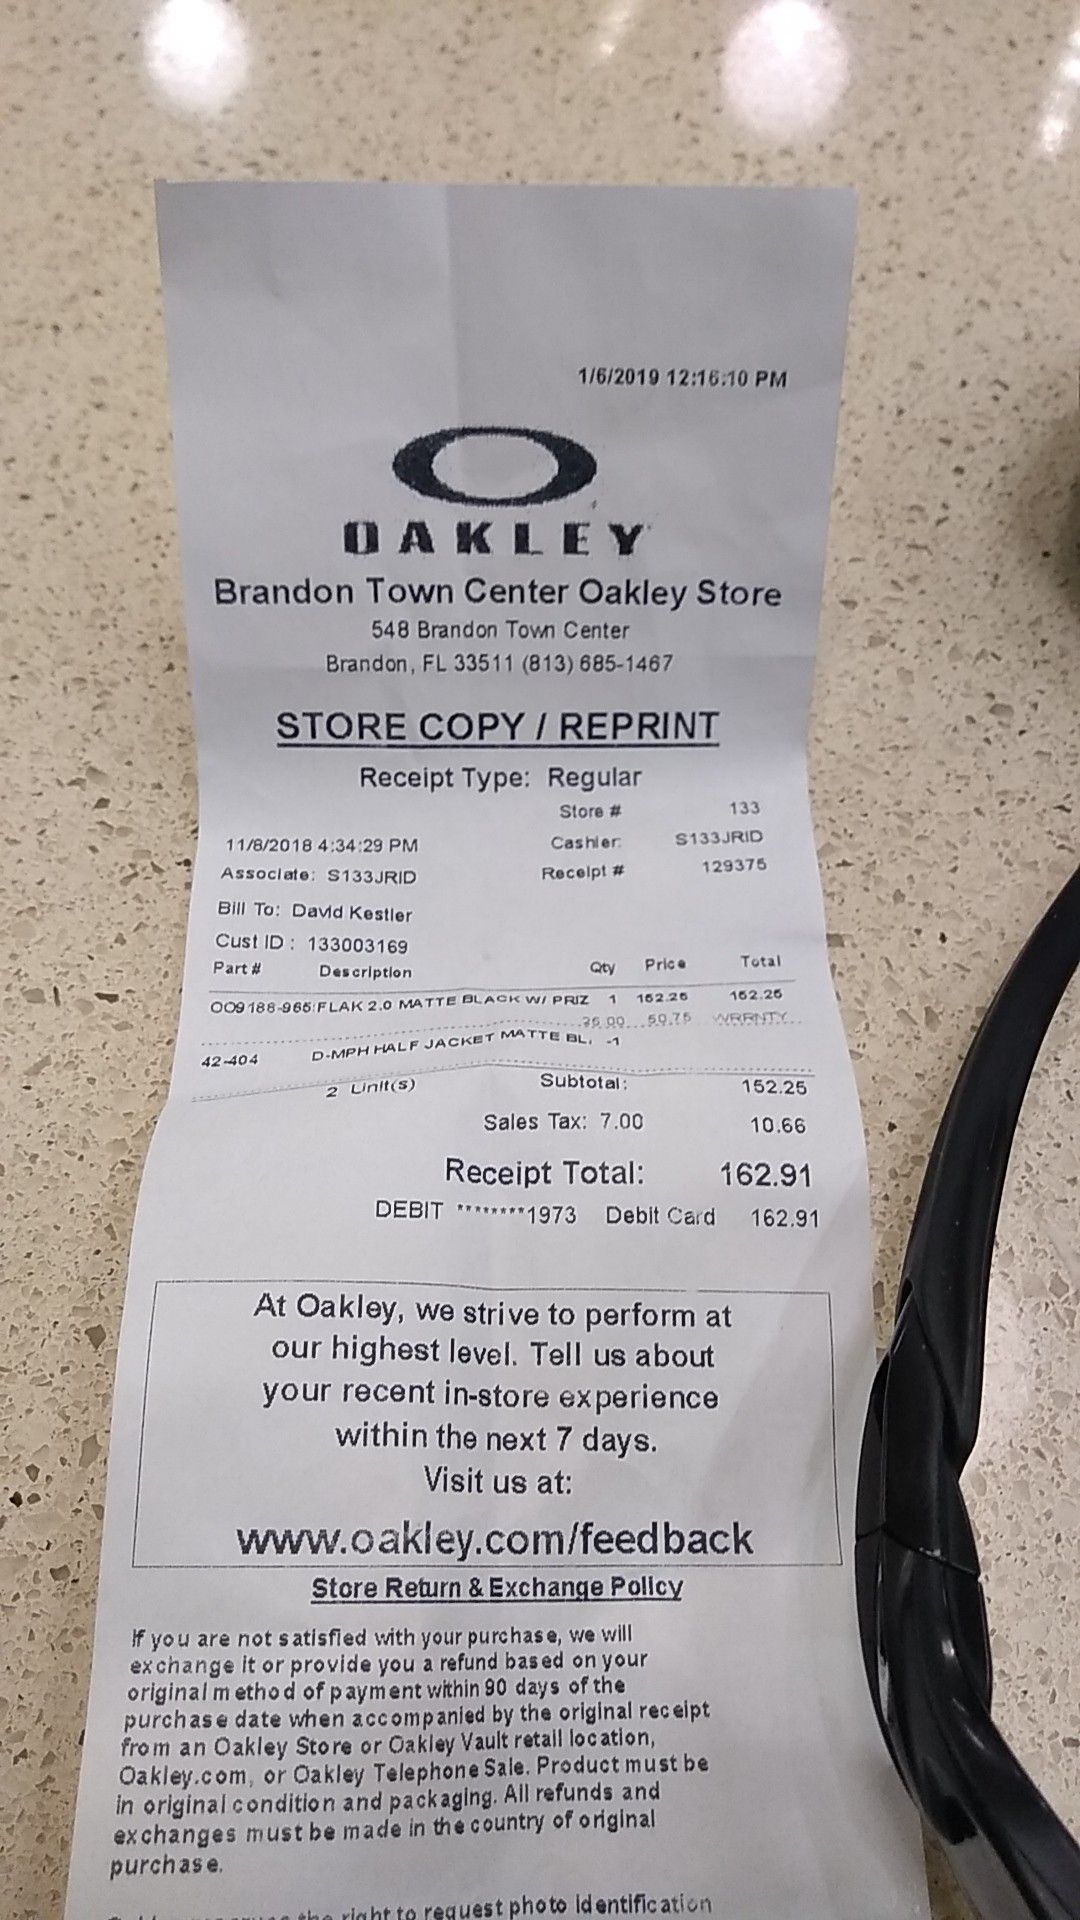 1/6/2019 12:16:10 PM
OAKLEY
Brandon Town Center Oakley Store
548 Brandon Town Center
Brandon, FL 33511 (813) 685-1467
STORE COPY / REPRINT
Receipt Type: Regular
Store # 133
11/8/2018 4:34:29 PM Cashier: S133JRID
Associate: S133JRID Receipt # 129375
Bill To: David Kestler
Cust ID : 133003169
Part # Description Qty Price Total
OO9188-965 FLAK 2.0 MATTE BLACK W/ PRIZ 1 152.25 152.25
50.75 WRRNTY
42-404 D-MPH HALF JACKET MATTE BL. -1
2 Unit(s) Subtotal: 152.25
Sales Tax: 7.00 10.66
Receipt Total: 162.91
DEBIT ********1973 Debit Card 162.91
At Oakley, we strive to perform at
our highest level. Tell us about
your recent in-store experience
within the next 7 days.
Visit us at:
www.oakley.com/feedback
Store Return & Exchange Policy
If you are not satisfied with your purchase, we will
exchange it or provide you a refund based on your
original method of payment within 90 days of the
purchase date when accompanied by the original receipt
from an Oakley Store or Oakley Vault retail location,
Oakley.com, or Oakley Telephone Sale. Product must be
in original condition and packaging. All refunds and
exchanges must be made in the country of original
purchase.
the right to request photo identification